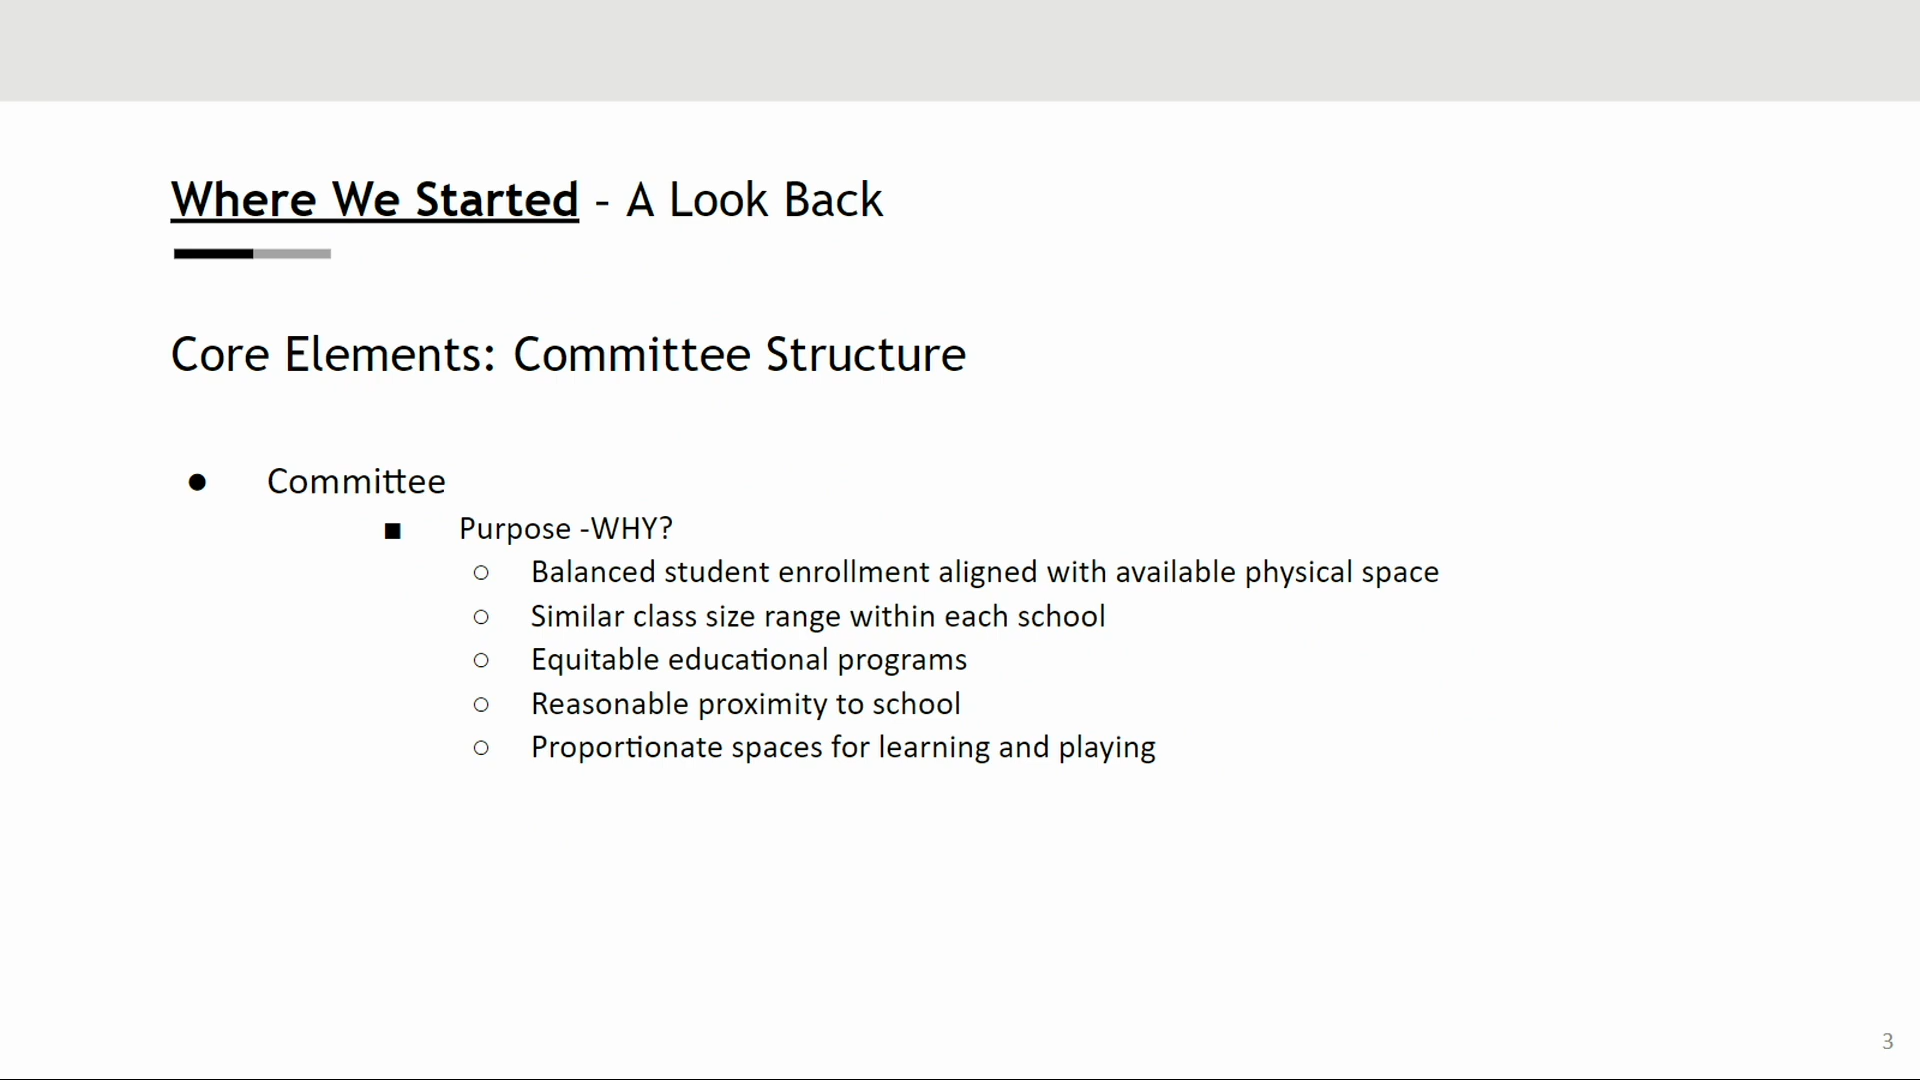 Where We Started - A Look Back
Core Elements: Committee Structure
● Committee
■ Purpose -WHY?
○ Balanced student enrollment aligned with available physical space
○ Similar class size range within each school
○ Equitable educational programs
○ Reasonable proximity to school
○ Proportionate spaces for learning and playing
3